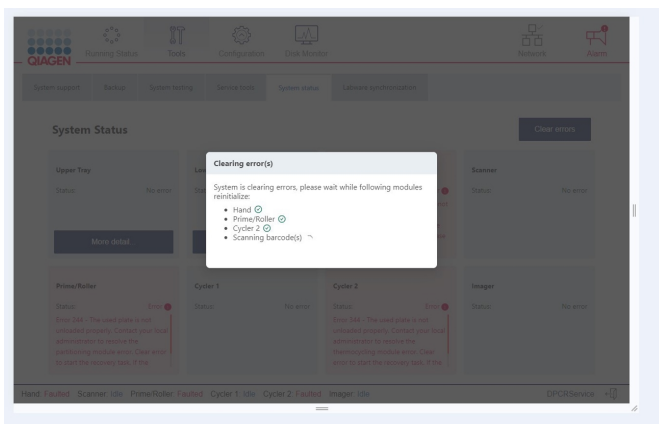 QIAGEN
Running Status
Tools
Configuration
Data Monitor
Network
Alarm
System support
Backup
System testing
Service tools
System status
Database synchronization
System Status
Clear errors
Upper Tray
Status:
No error
More detail
Scanner
Status:
No error
Clearing error(s)
System is clearing errors, please wait while following modules
reinitialize:
Hand
Prime/Roller
Cycler 2
Scanning barcode(s)
Prime/Roller
Status:
Error
Error 344 - The used plate is not
unloaded properly. Contact your local
administrator to resolve the
partitioning module error. Clear error
to start the recovery task. If the
Cycler 1
Status:
No error
Cycler 2
Status:
Error
Error 344 - The used plate is not
unloaded properly. Contact your local
administrator to resolve the
thermocycling module error. Clear
error to start the recovery task. If the
Imager
Status:
No error
Hand: Faulted Scanner: Idle Prime/Roller: Faulted Cycler 1: Idle Cycler 2: Faulted Imager: Idle
DPCRService